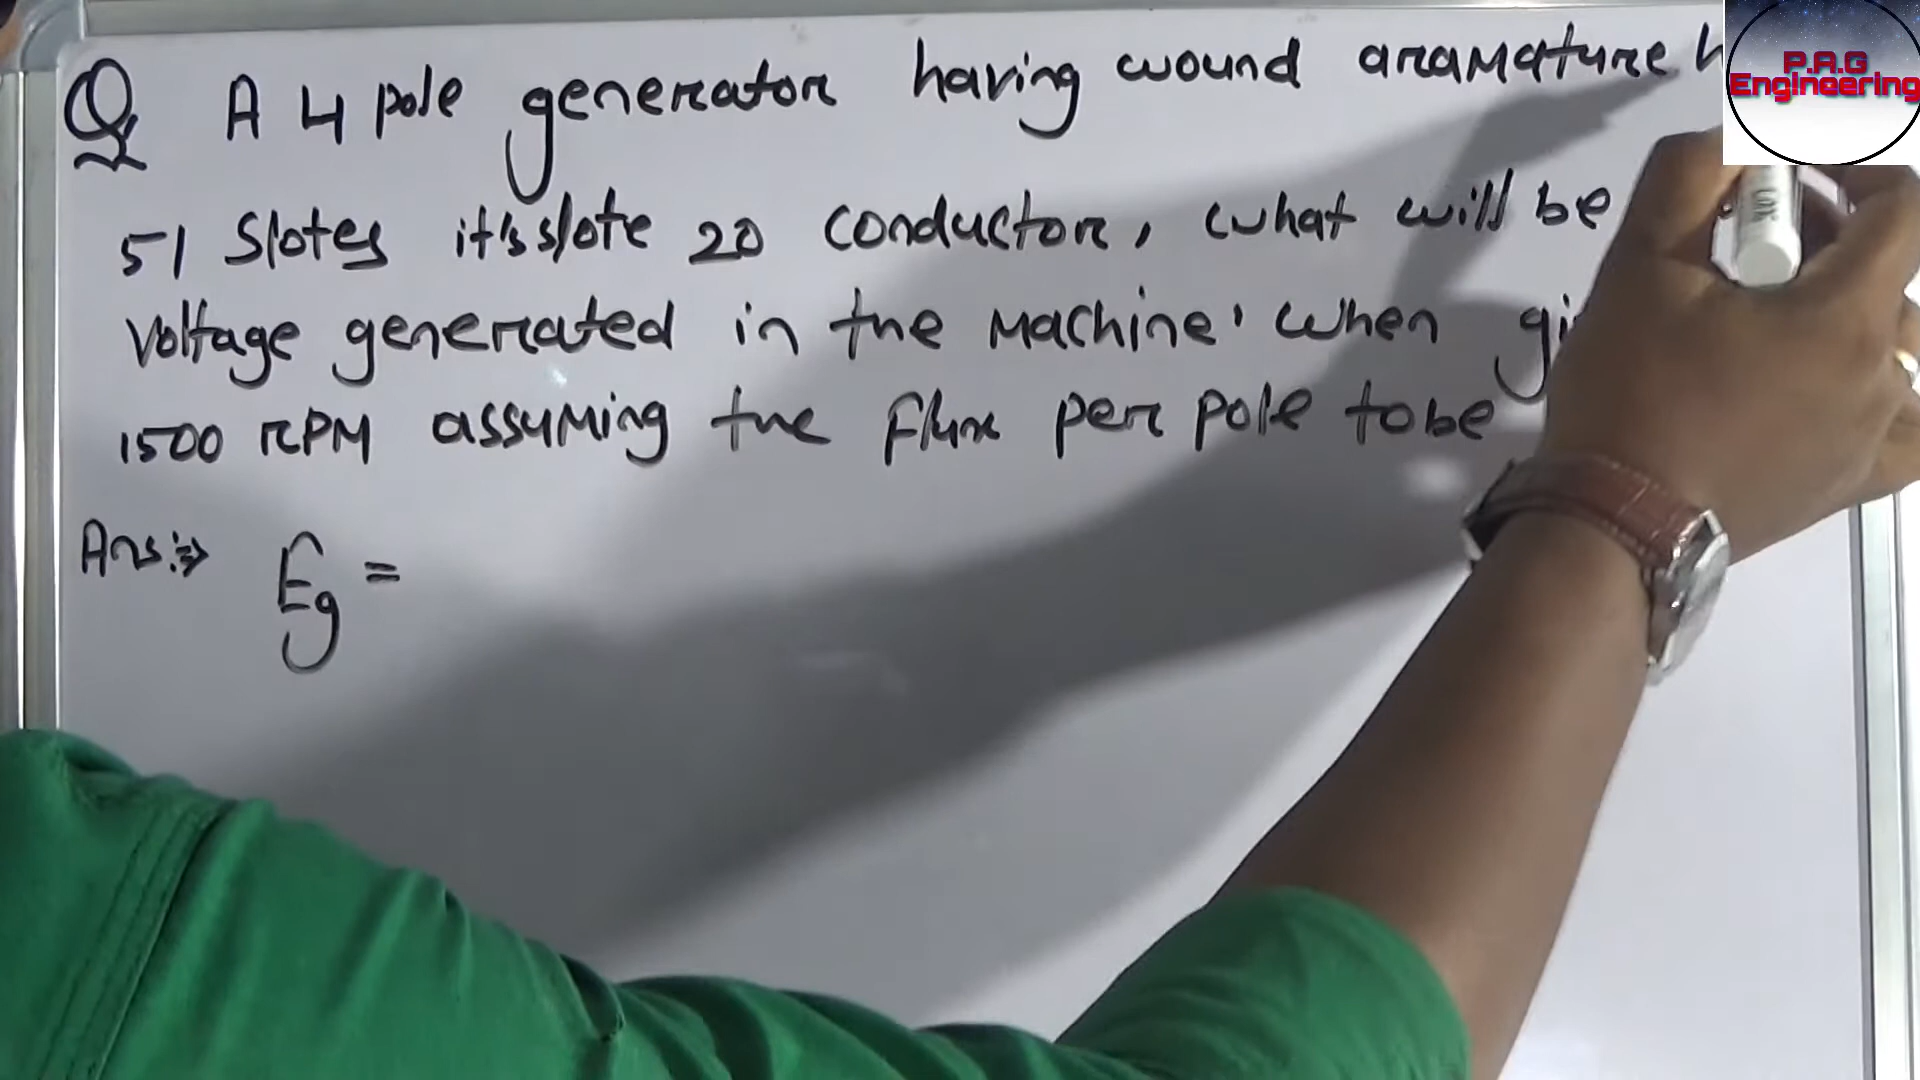 Q A 4 pole generator having wound aramature
P.A.G
Engineering
51 Slotes it's slote 20 conductor, what will be
voltage generated in the machine. when
1500 RPM assuming the flux per pole tobe
Ans:⇒ Eg =